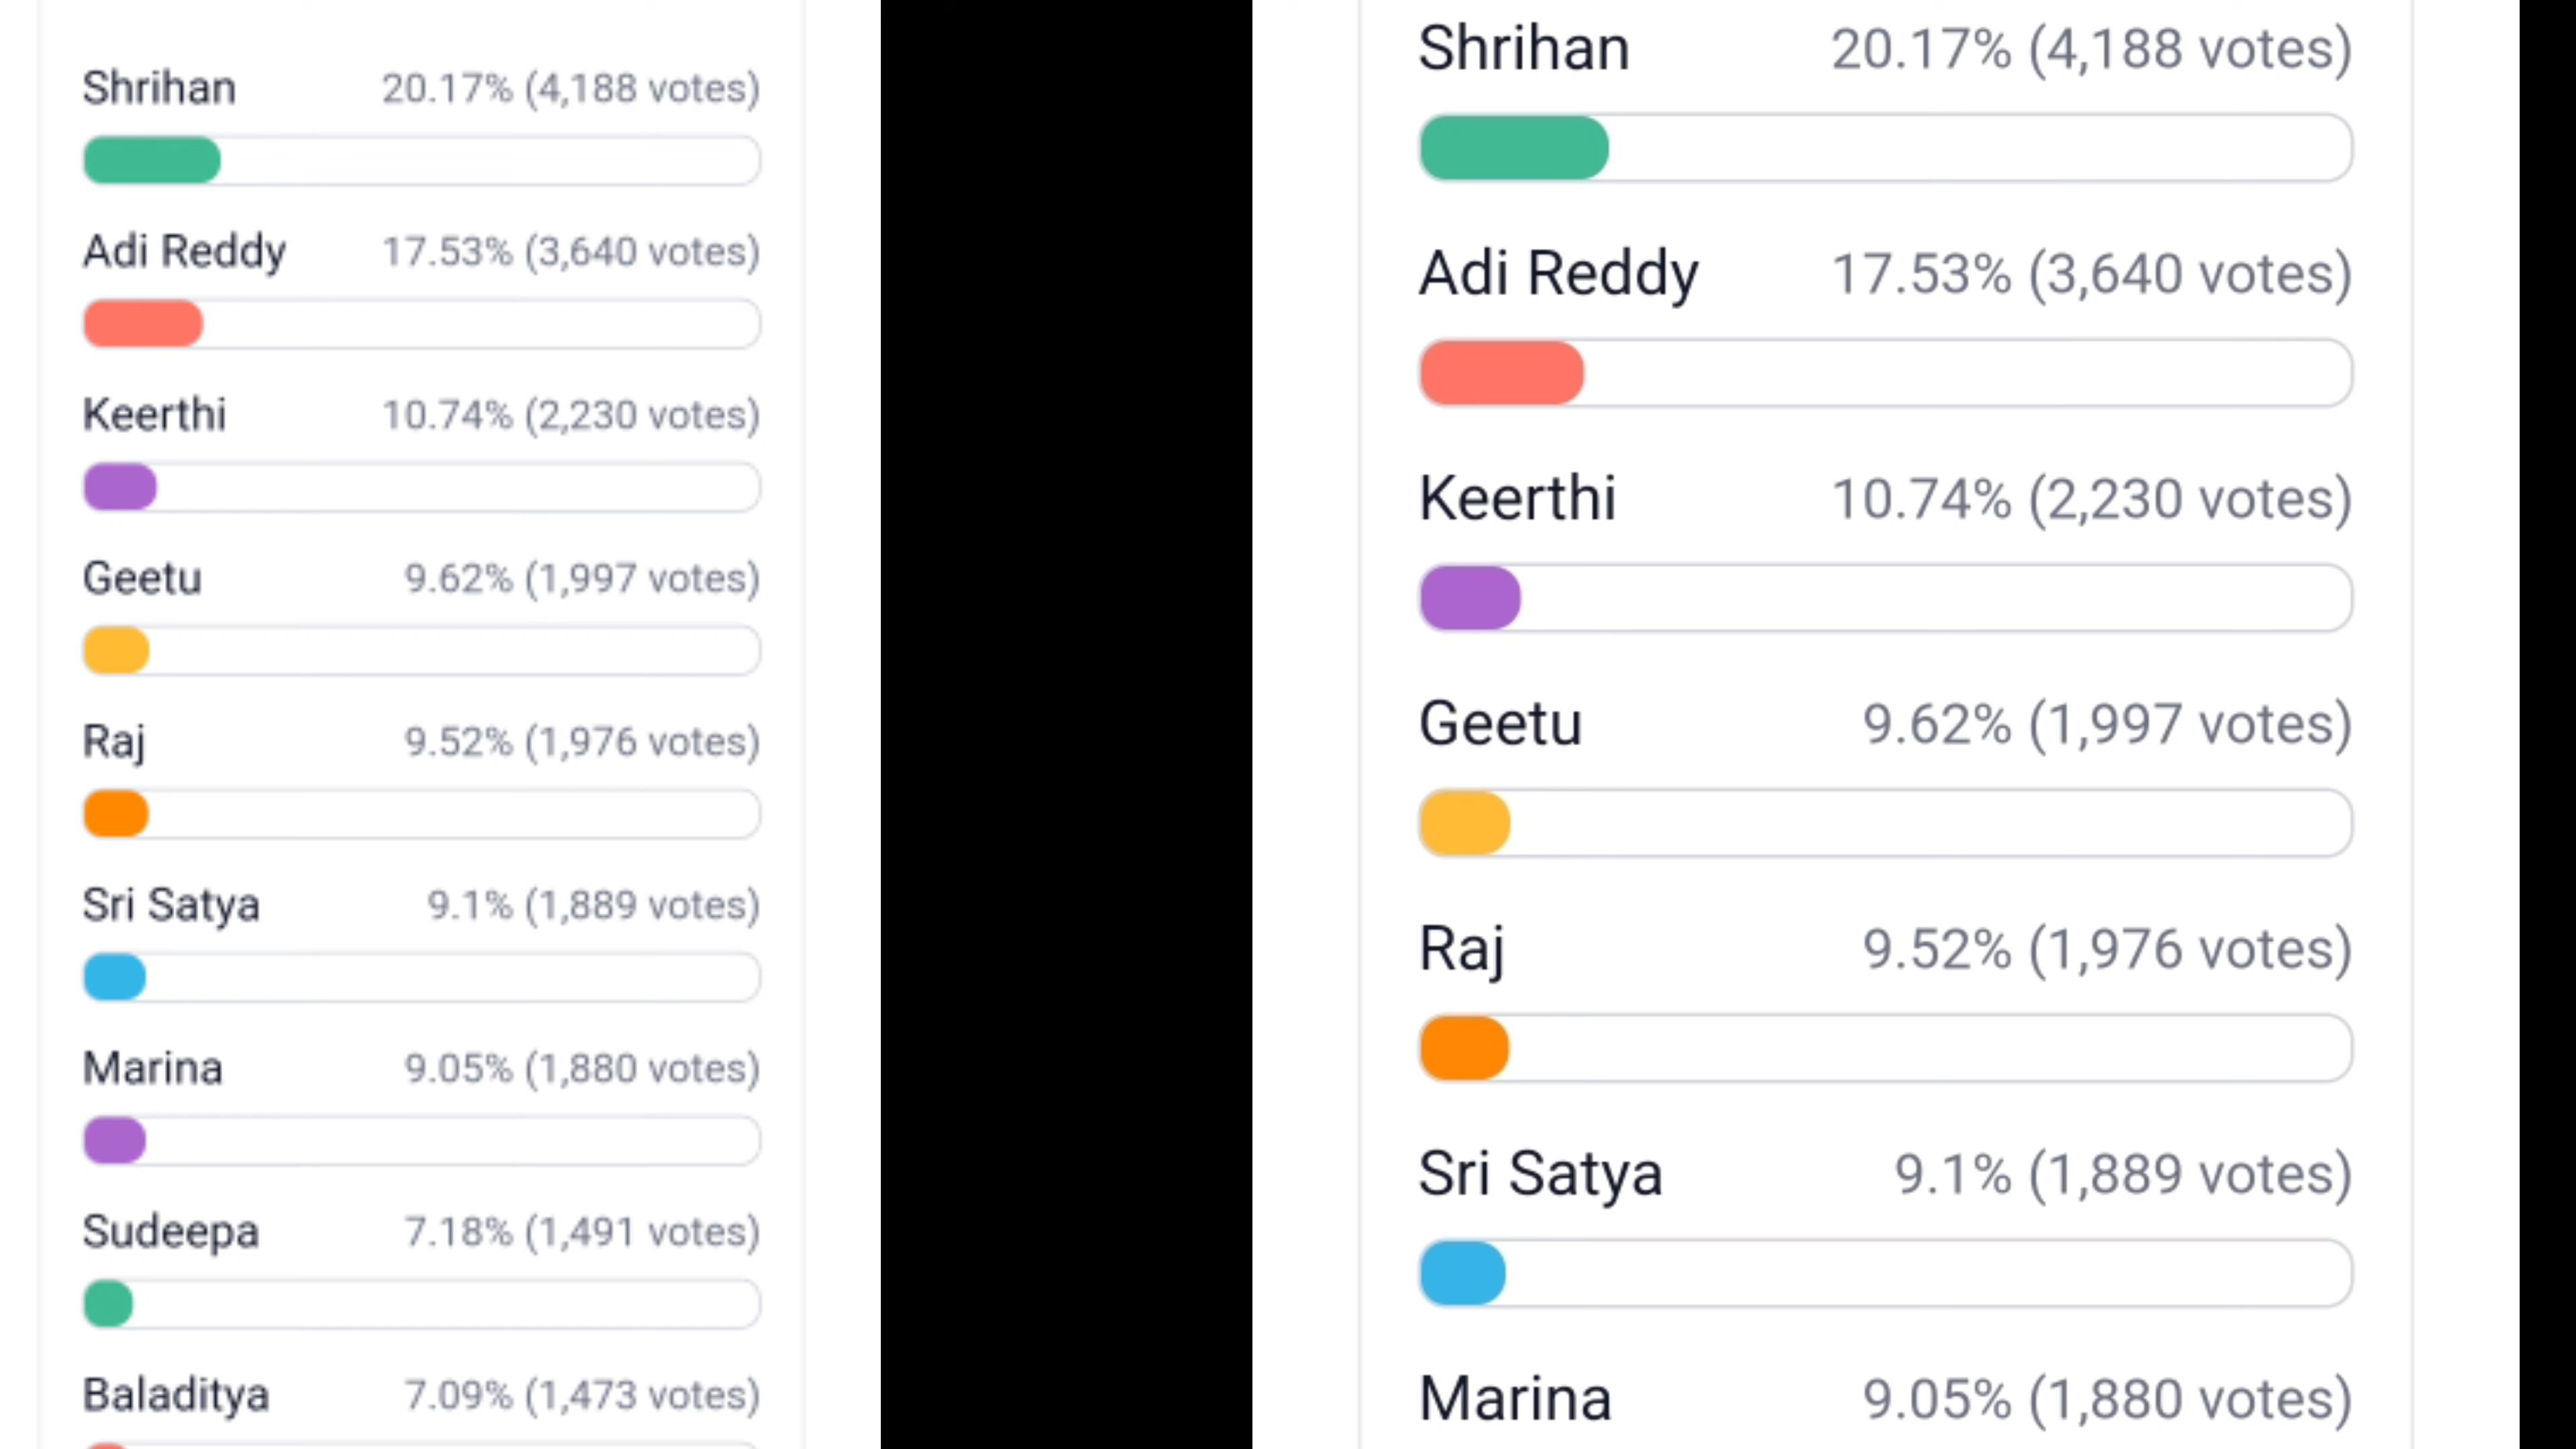 Shrihan 20.17% (4,188 votes)
Adi Reddy 17.53% (3,640 votes)
Keerthi 10.74% (2,230 votes)
Geetu 9.62% (1,997 votes)
Raj 9.52% (1,976 votes)
Sri Satya 9.1% (1,889 votes)
Marina 9.05% (1,880 votes)
Sudeepa 7.18% (1,491 votes)
Baladitya 7.09% (1,473 votes)
Shrihan 20.17% (4,188 votes)
Adi Reddy 17.53% (3,640 votes)
Keerthi 10.74% (2,230 votes)
Geetu 9.62% (1,997 votes)
Raj 9.52% (1,976 votes)
Sri Satya 9.1% (1,889 votes)
Marina 9.05% (1,880 votes)